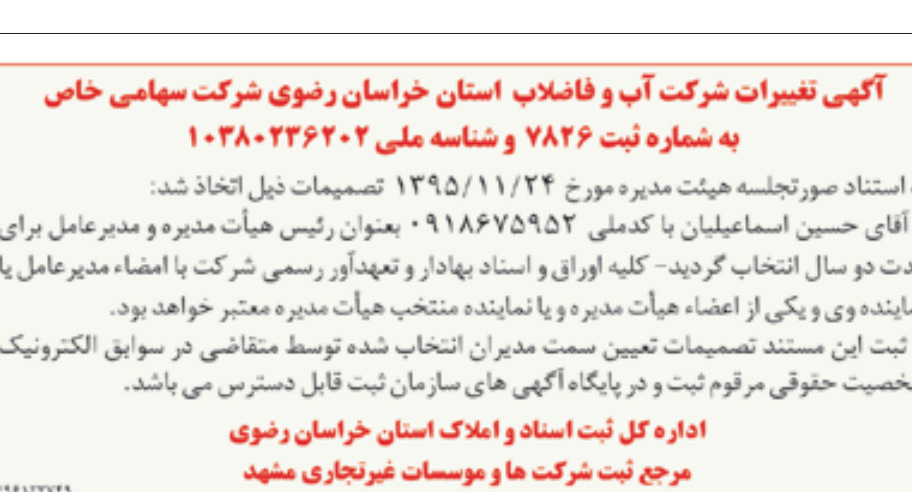 آگهی تغییرات شرکت آب و فاضلاب استان خراسان رضوی شرکت سهامی خاص
به شماره ثبت ۷۸۲۶ و شناسه ملی ۱۰۳۸۰۲۳۶۲۰۲
استناد صورتجلسه هیئت مدیره مورخ ۱۳۹۵/۱۱/۲۴ تصمیمات ذیل اتخاذ شد:
آقای حسین اسماعیلیان با کدملی ۰۹۱۸۶۷۵۹۵۲ بعنوان رئیس هیأت مدیره و مدیرعامل برای
دت دو سال انتخاب گردید- کلیه اوراق و اسناد بهادار و تعهدآور رسمی شرکت با امضاء مدیرعامل یا
ماینده وی و یکی از اعضاء هیأت مدیره و یا نماینده منتخب هیأت مدیره معتبر خواهد بود.
ثبت این مستند تصمیمات تعیین سمت مدیران انتخاب شده توسط متقاضی در سوابق الکترونیک
خصیت حقوقی مرقوم ثبت و در پایگاه آگهی های سازمان ثبت قابل دسترس می باشد.
اداره کل ثبت اسناد و املاک استان خراسان رضوی
مرجع ثبت شرکت ها و موسسات غیرتجاری مشهد